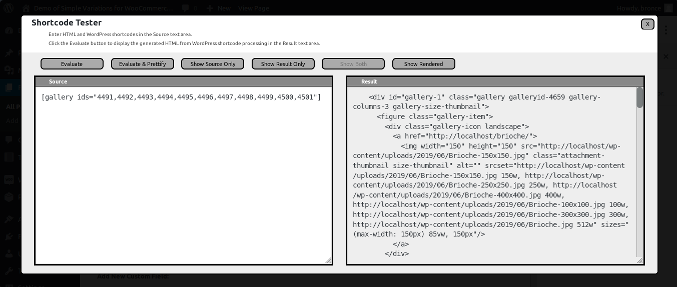 Shortcode Tester
X
Enter HTML and WordPress shortcodes in the Source text area.
Click the Evaluate button to display the generated HTML from WordPress shortcode processing in the Result text area.
Evaluate
Evaluate & Prettify
Show Source Only
Show Result Only
Show Both
Show Rendered
Source
[gallery ids="4491,4492,4493,4494,4495,4496,4497,4498,4499,4500,4501"]
Result
<div id="gallery-1" class="gallery galleryid-4659 gallery-
columns-3 gallery-size-thumbnail">
<figure class="gallery-item">
<div class="gallery-icon landscape">
<a href="http://localhost/brioche/">
<img width="150" height="150" src="http://localhost/wp-
content/uploads/2019/06/Brioche-150x150.jpg" class="attachment-
thumbnail size-thumbnail" alt="" srcset="http://localhost/wp-content
/uploads/2019/06/Brioche-150x150.jpg 150w, http://localhost/wp-
content/uploads/2019/06/Brioche-250x250.jpg 250w, http://localhost
/wp-content/uploads/2019/06/Brioche-400x400.jpg 400w,
http://localhost/wp-content/uploads/2019/06/Brioche-100x100.jpg 100w,
http://localhost/wp-content/uploads/2019/06/Brioche-300x300.jpg 300w,
http://localhost/wp-content/uploads/2019/06/Brioche.jpg 512w" sizes="
(max-width: 150px) 85vw, 150px"/>
</a>
</div>